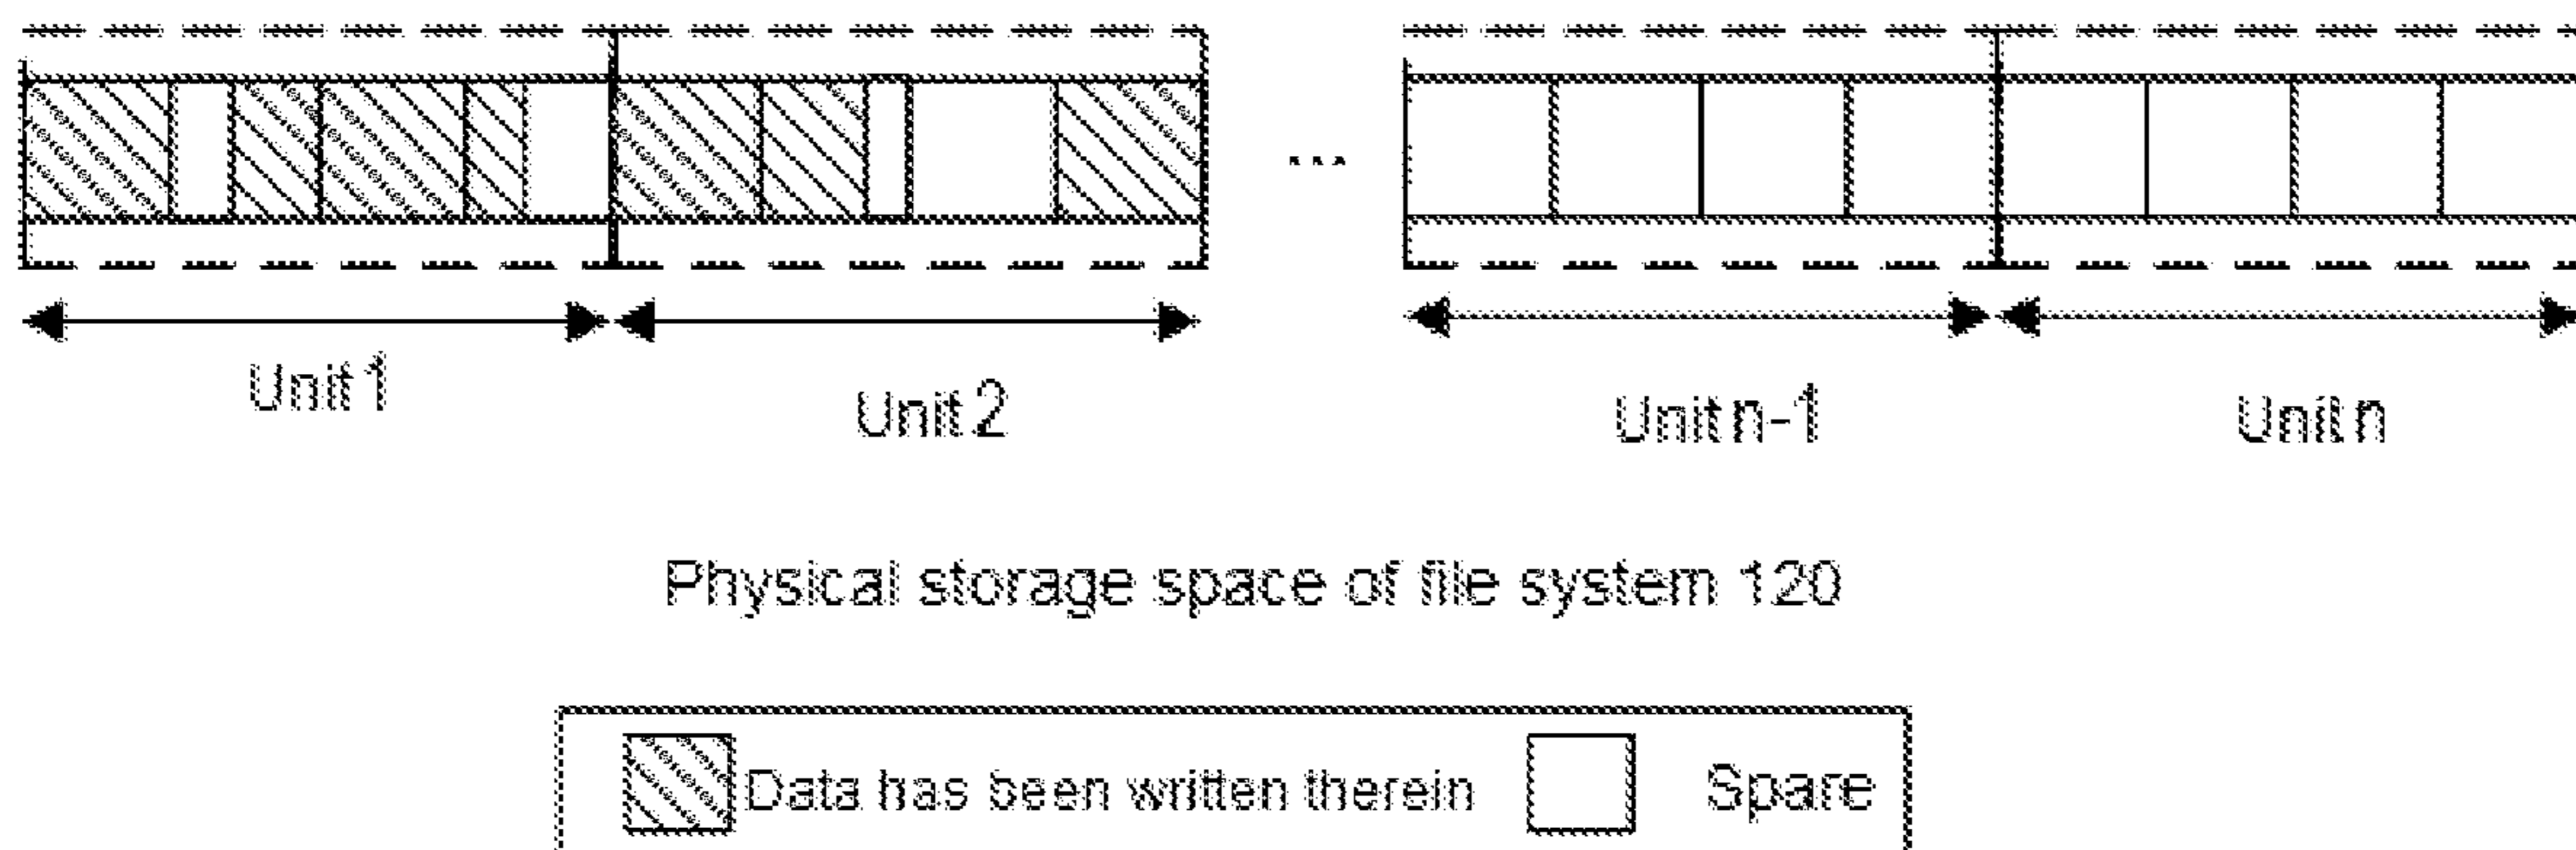 ...
Unit 1
Unit 2
Unit n-1
Unit n
Physical storage space of file system 120
Data has been written therein
Spare